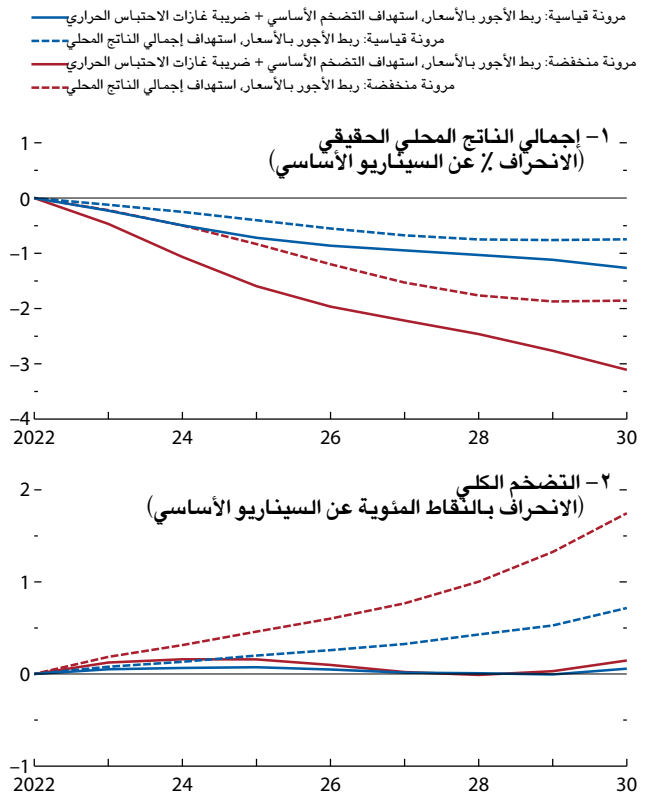 مرونة قياسية: ربط الأجور بالأسعار، استهداف التضخم الأساسي + ضريبة غازات الاحتباس الحراري
مرونة قياسية: ربط الأجور بالأسعار، استهداف إجمالي الناتج المحلي
مرونة منخفضة: ربط الأجور بالأسعار، استهداف التضخم الأساسي + ضريبة غازات الاحتباس الحراري
مرونة منخفضة: ربط الأجور بالأسعار، استهداف إجمالي الناتج المحلي
١– إجمالي الناتج المحلي الحقيقي
(الانحراف ٪ عن السيناريو الأساسي)
1
0
–1
–2
–3
–4
2022 24 26 28 30
٢– التضخم الكلي
(الانحراف بالنقاط المئوية عن السيناريو الأساسي)
2
1
0
–1
2022 24 26 28 30